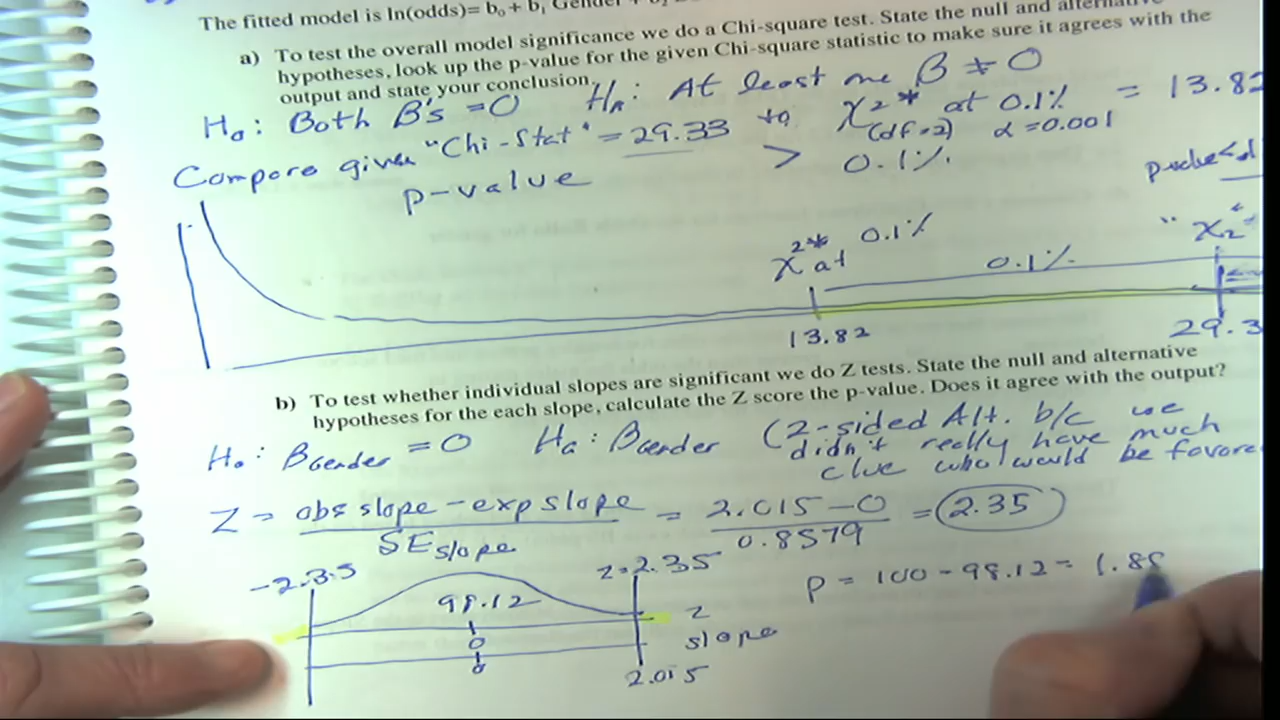 The fitted model is ln(odds)= b₀ + b₁ Gender +
a) To test the overall model significance we do a Chi-square test. State the null and alternative
hypotheses, look up the p-value for the given Chi-square statistic to make sure it agrees with the
output and state your conclusion.
H₀: Both B's = 0 Hₐ: At least one β ≠ 0
Compare given "Chi-Stat" = 29.33 to χ²* at 0.1% = 13.82
(df=2) α=0.001
p-value > 0.1%.
χ²* at 0.1%
0.1%
13.82
29.3
b) To test whether individual slopes are significant we do Z tests. State the null and alternative
hypotheses for the each slope, calculate the Z score the p-value. Does it agree with the output?
H₀: BGender = 0 Hₐ: BGender (2-sided Alt. b/c we
didn't really have much
clue who would be favore
Z = obs slope - exp slope / SE slope = 2.015 - 0 / 0.8579 = 2.35
-2.35 Z=2.35
98.12
p = 100 - 98.12 = 1.88
0 Z
0 slope
2.015